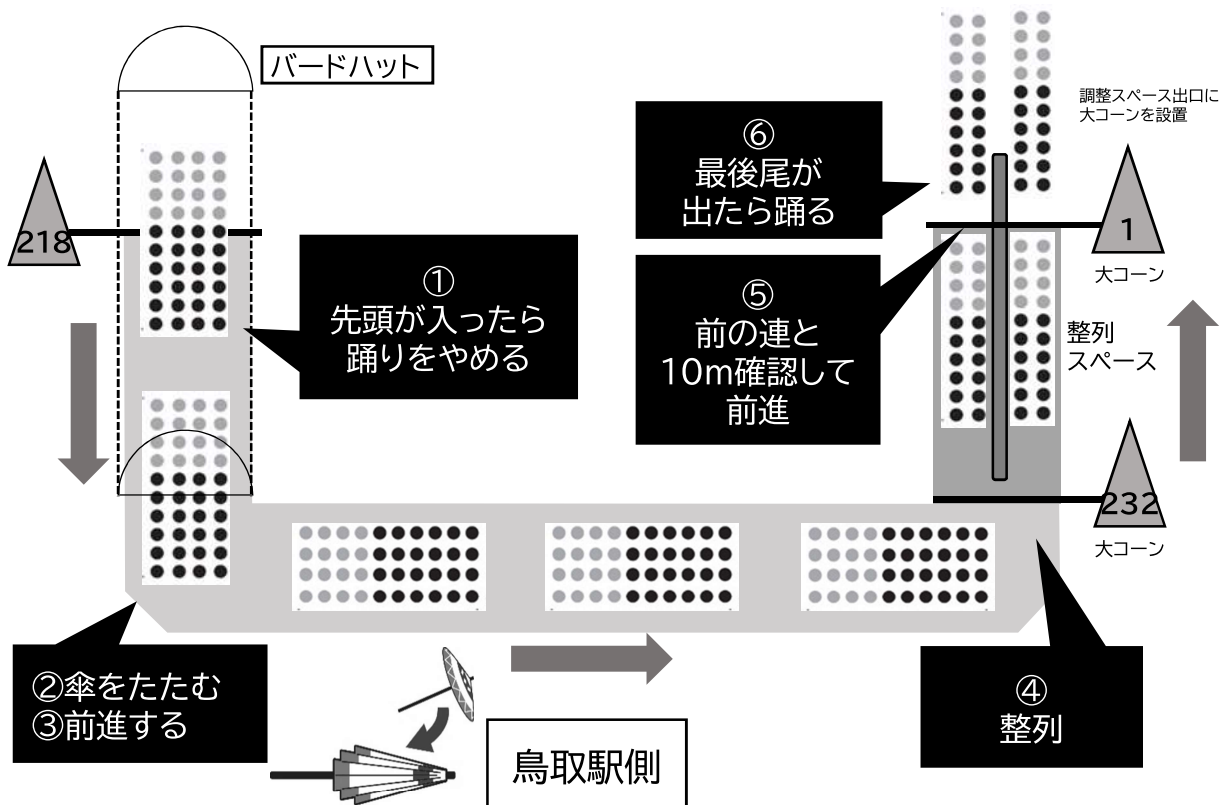 バードハット
218
①
先頭が入ったら
踊りをやめる
②傘をたたむ
③前進する
鳥取駅側
④
整列
232
大コーン
整列
スペース
⑤
前の連と
10m確認して
前進
⑥
最後尾が
出たら踊る
1
大コーン
調整スペース出口に
大コーンを設置